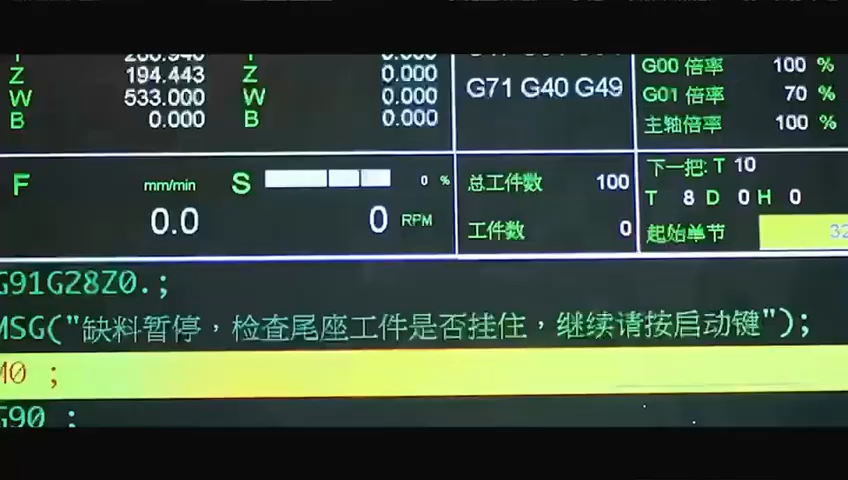 Z 194.443 Z 0.000
W 533.000 W 0.000
B 0.000 B 0.000
G71 G40 G49
G00 倍率 100 %
G01 倍率 70 %
主轴倍率 100 %
F mm/min S 0 %
0.0 0 RPM
总工件数 100
工件数 0
下一把: T 10
T 8 D 0 H 0
起始单节 32
G91G28Z0.;
MSG("缺料暂停，检查尾座工件是否挂住，继续请按启动键");
M0 ;
G90 ;